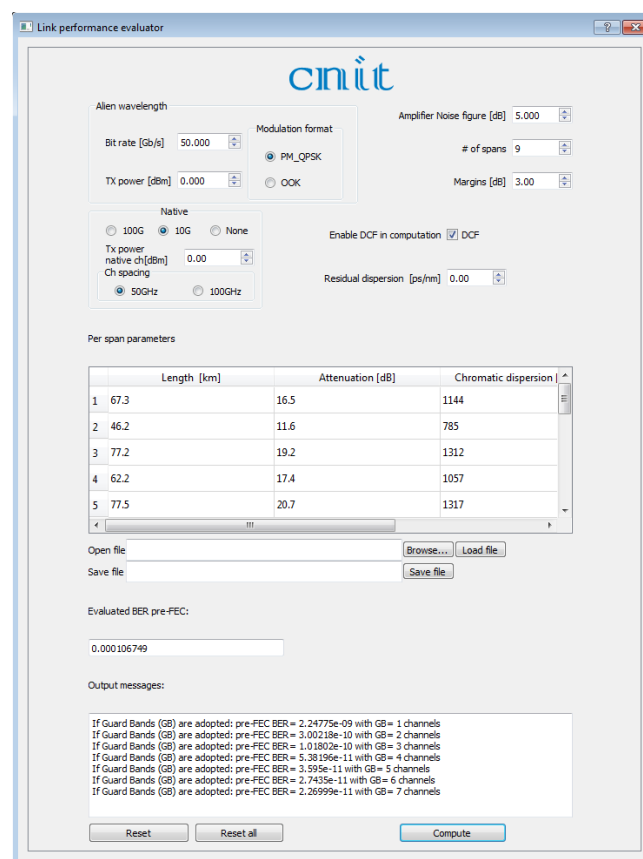 Link performance evaluator
cnit
Alien wavelength
Bit rate [Gb/s] 50.000
TX power [dBm] 0.000
Modulation format
PM_QPSK
OOK
Amplifier Noise figure [dB] 5.000
# of spans 9
Margins [dB] 3.00
Native
100G 10G None
Tx power
native ch[dBm] 0.00
Ch spacing
50GHz 100GHz
Enable DCF in computation DCF
Residual dispersion [ps/nm] 0.00
Per span parameters
Length [km] Attenuation [dB] Chromatic dispersion [
1 67.3 16.5 1144
2 46.2 11.6 785
3 77.2 19.2 1312
4 62.2 17.4 1057
5 77.5 20.7 1317
Open file Browse... Load file
Save file Save file
Evaluated BER pre-FEC:
0.000106749
Output messages:
If Guard Bands (GB) are adopted: pre-FEC BER= 2.24775e-09 with GB= 1 channels
If Guard Bands (GB) are adopted: pre-FEC BER= 3.00218e-10 with GB= 2 channels
If Guard Bands (GB) are adopted: pre-FEC BER= 1.01802e-10 with GB= 3 channels
If Guard Bands (GB) are adopted: pre-FEC BER= 5.38196e-11 with GB= 4 channels
If Guard Bands (GB) are adopted: pre-FEC BER= 3.595e-11 with GB= 5 channels
If Guard Bands (GB) are adopted: pre-FEC BER= 2.7435e-11 with GB= 6 channels
If Guard Bands (GB) are adopted: pre-FEC BER= 2.26999e-11 with GB= 7 channels
Reset Reset all Compute